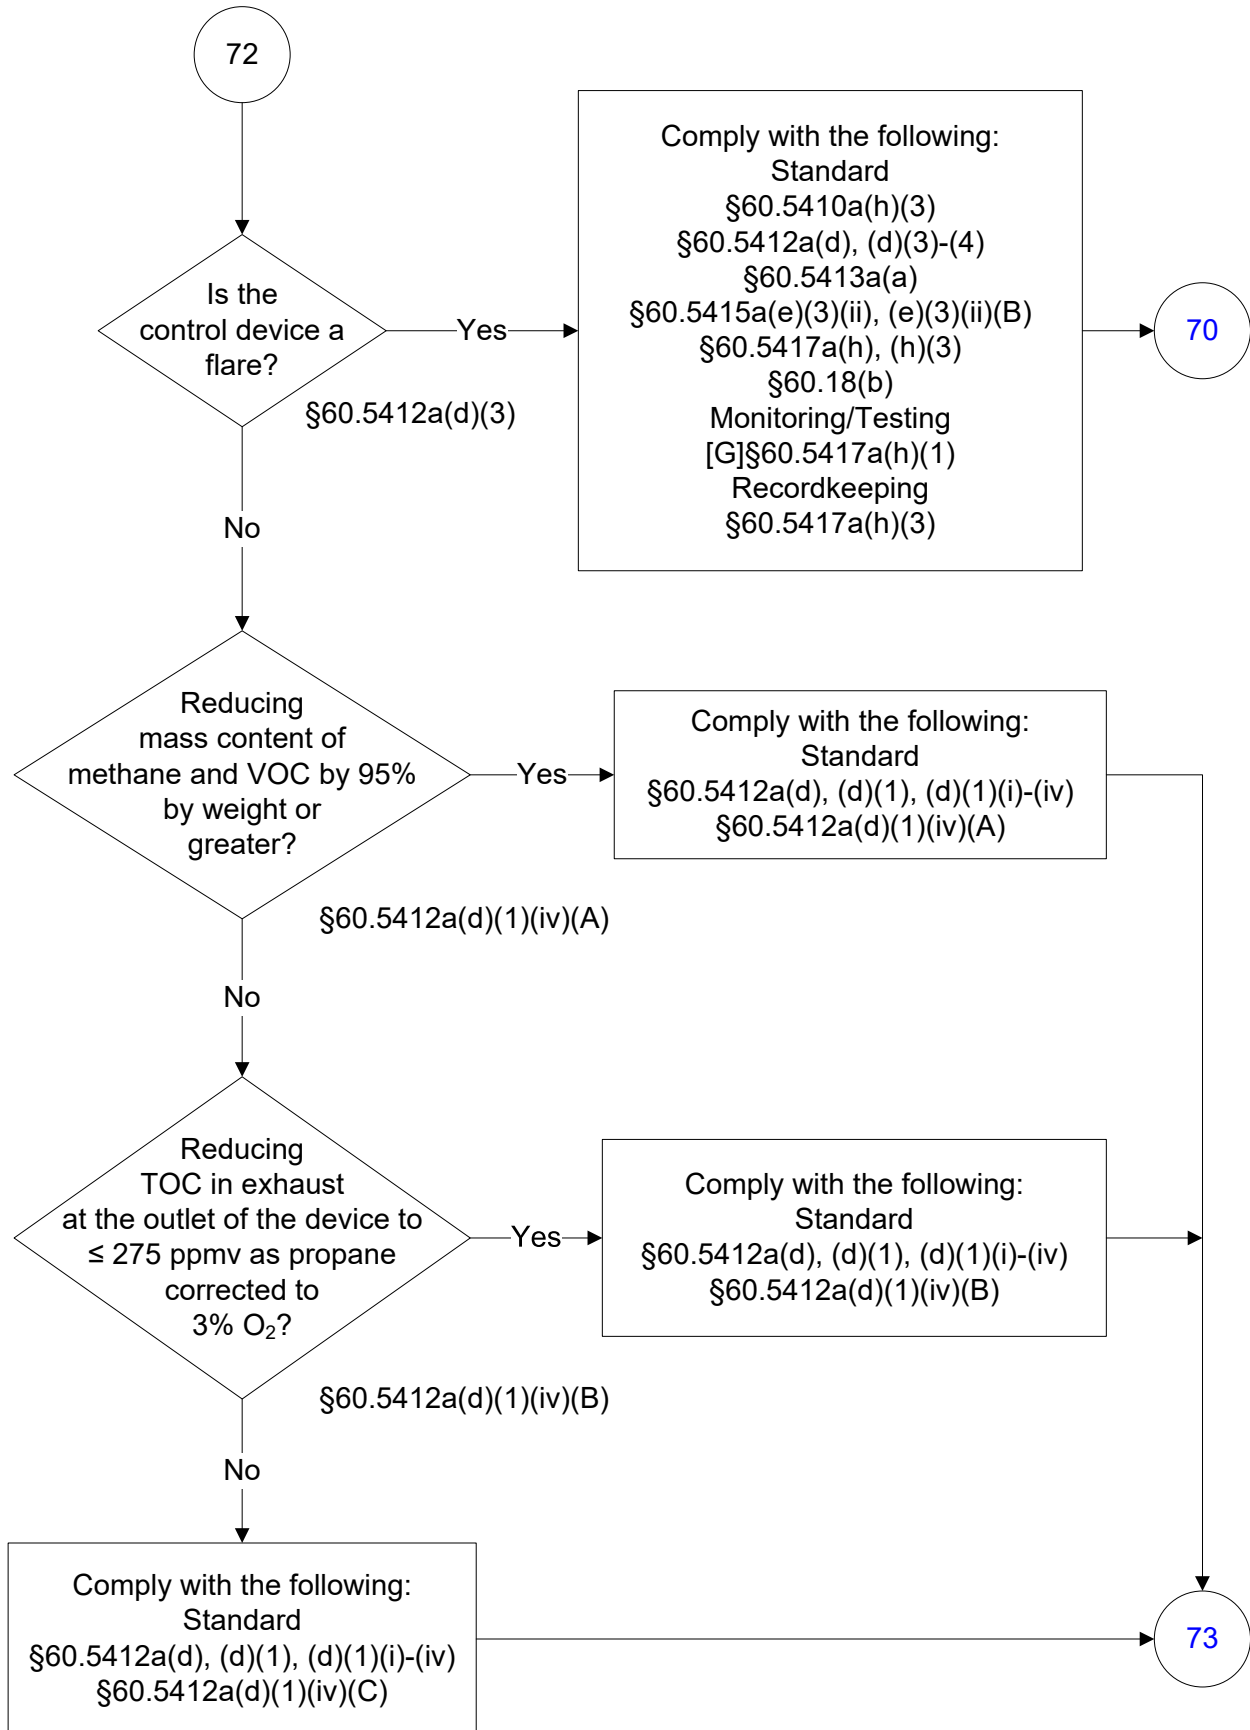 72
Is the
control device a
flare?
§60.5412a(d)(3)
Yes
Comply with the following:
Standard
§60.5410a(h)(3)
§60.5412a(d), (d)(3)-(4)
§60.5413a(a)
§60.5415a(e)(3)(ii), (e)(3)(ii)(B)
§60.5417a(h), (h)(3)
§60.18(b)
Monitoring/Testing
[G]§60.5417a(h)(1)
Recordkeeping
§60.5417a(h)(3)
70
No
Reducing
mass content of
methane and VOC by 95%
by weight or
greater?
§60.5412a(d)(1)(iv)(A)
Yes
Comply with the following:
Standard
§60.5412a(d), (d)(1), (d)(1)(i)-(iv)
§60.5412a(d)(1)(iv)(A)
No
Reducing
TOC in exhaust
at the outlet of the device to
≤ 275 ppmv as propane
corrected to
3% O₂?
§60.5412a(d)(1)(iv)(B)
Yes
Comply with the following:
Standard
§60.5412a(d), (d)(1), (d)(1)(i)-(iv)
§60.5412a(d)(1)(iv)(B)
No
Comply with the following:
Standard
§60.5412a(d), (d)(1), (d)(1)(i)-(iv)
§60.5412a(d)(1)(iv)(C)
73